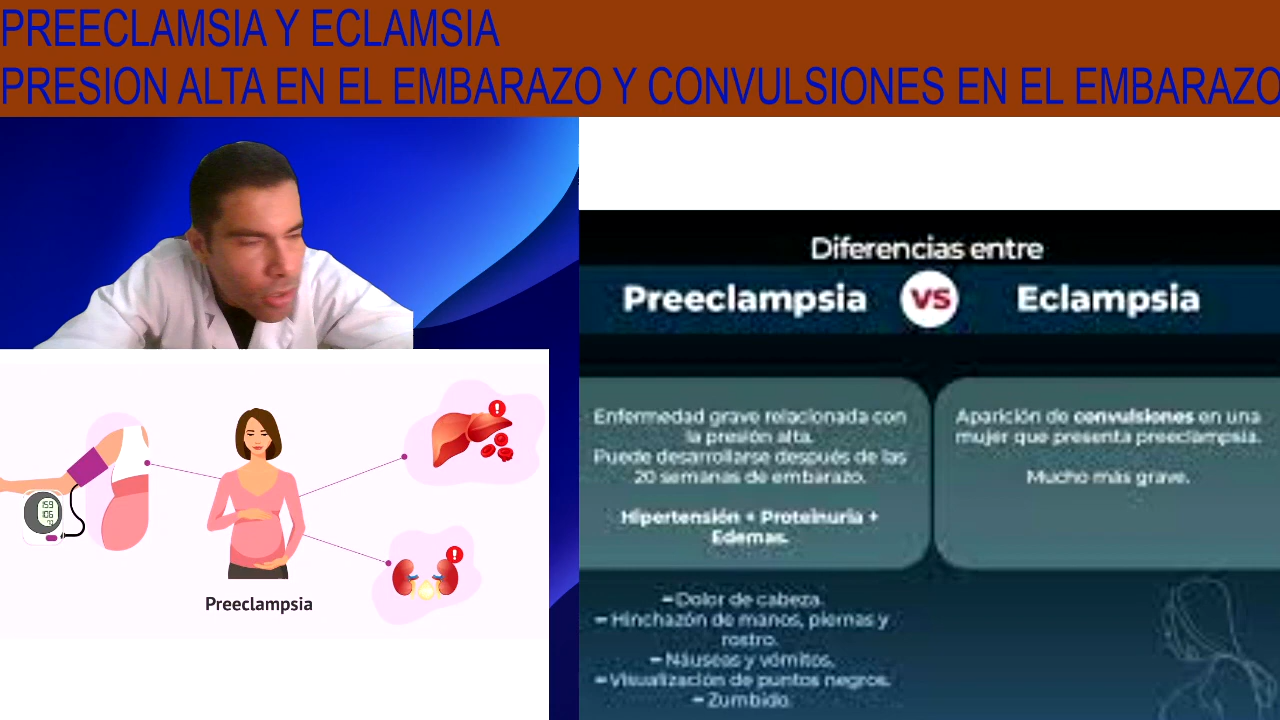 PREECLAMSIA Y ECLAMSIA
PRESION ALTA EN EL EMBARAZO Y CONVULSIONES EN EL EMBARAZO
159
106
72
Preeclampsia
Diferencias entre
Preeclampsia VS Eclampsia
Enfermedad grave relacionada con
la presión alta.
Puede desarrollarse después de las
20 semanas de embarazo.
Hipertensión + Proteinuria +
Edemas.
Aparición de convulsiones en una
mujer que presenta preeclampsia.
Mucho más grave.
-Dolor de cabeza.
-Hinchazón de manos, piernas y
rostro.
-Náuseas y vómitos.
-Visualización de puntos negros.
-Zumbido.